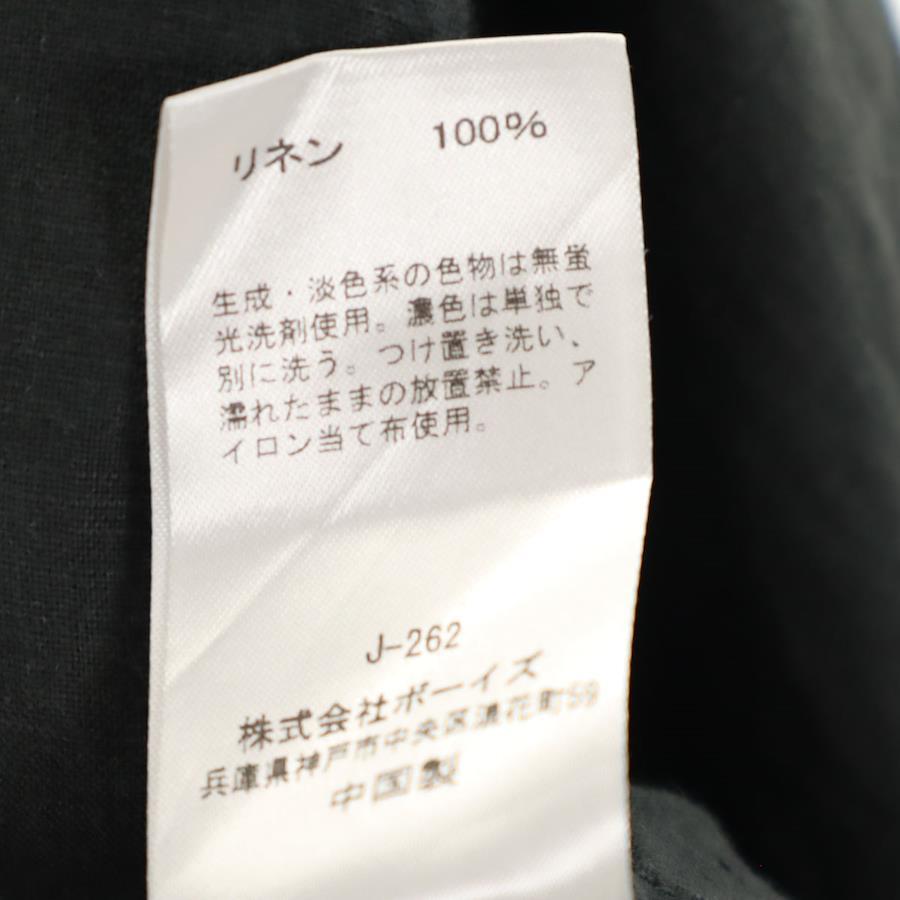 リネン 100%
生成・淡色系の色物は無蛍
光洗剤使用。濃色は単独で
別に洗う。つけ置き洗い、
濡れたままの放置禁止。ア
イロン当て布使用。
J-262
株式会社ボーイズ
兵庫県神戸市中央区浪花町59
中国製